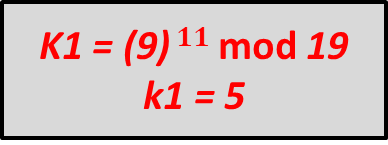 K1 = (9) ¹¹ mod 19
k1 = 5